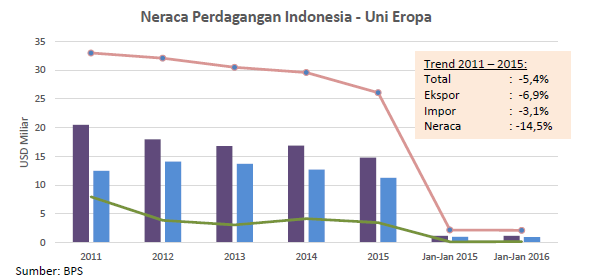 Neraca Perdagangan Indonesia - Uni Eropa
35
30
25
20
15
10
5
0
USD Miliar
Trend 2011 – 2015:
Total : -5,4%
Ekspor : -6,9%
Impor : -3,1%
Neraca : -14,5%
2011 2012 2013 2014 2015 Jan-Jan 2015 Jan-Jan 2016
Sumber: BPS